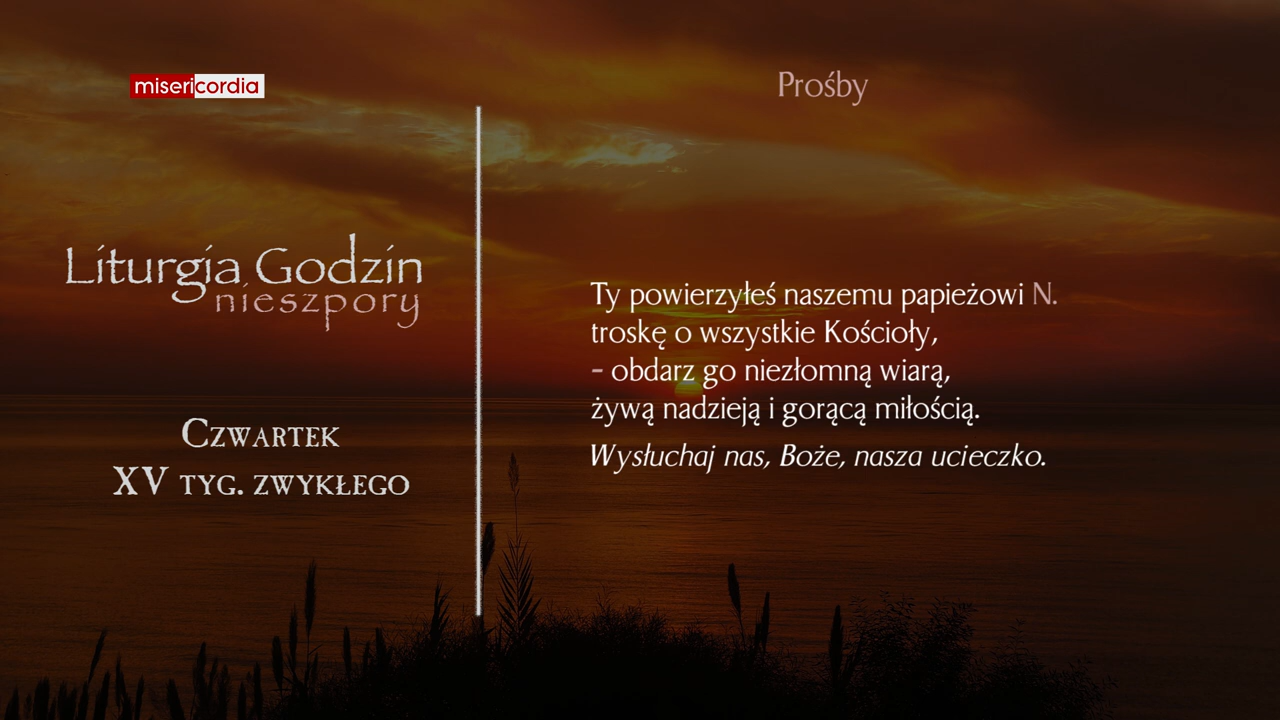 misericordia
Liturgia Godzin
nieszpory
Czwartek
XV tyg. zwykłego
Prośby
Ty powierzyłeś naszemu papieżowi N.
troskę o wszystkie Kościoły,
- obdarz go niezłomną wiarą,
żywą nadzieją i gorącą miłością.
Wysłuchaj nas, Boże, nasza ucieczko.